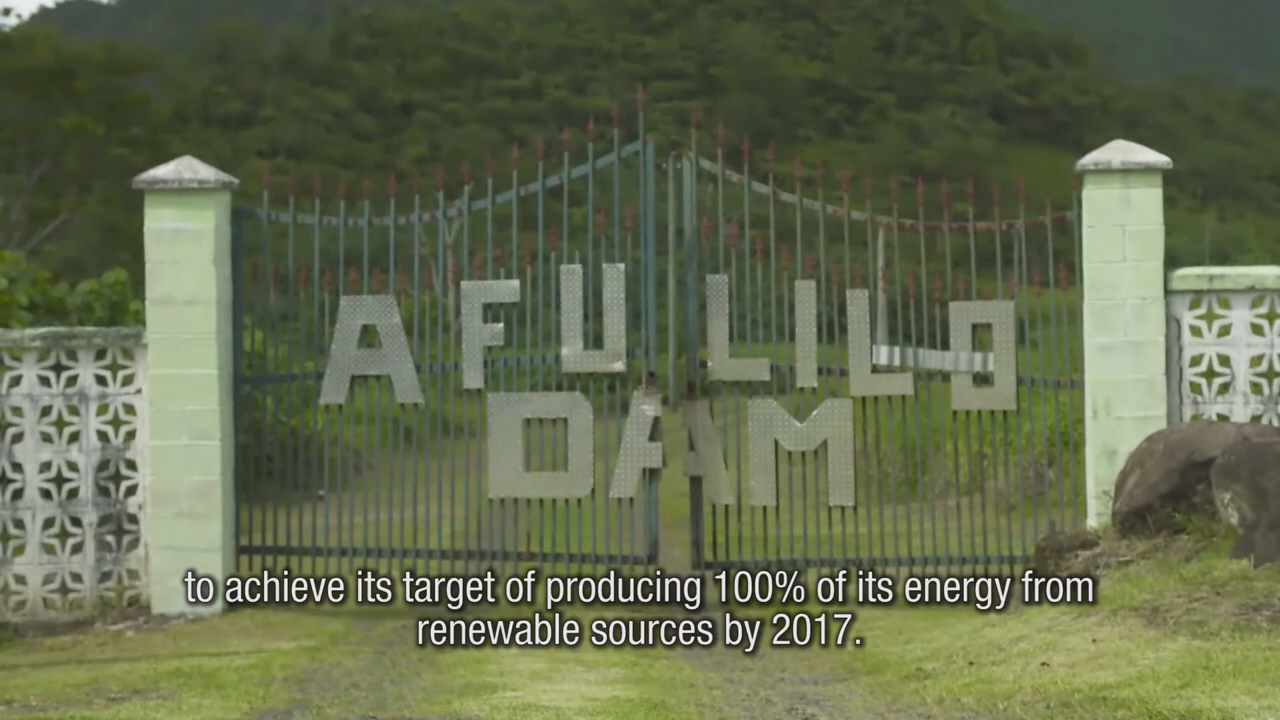 AFULILO
DAM
to achieve its target of producing 100% of its energy from
renewable sources by 2017.